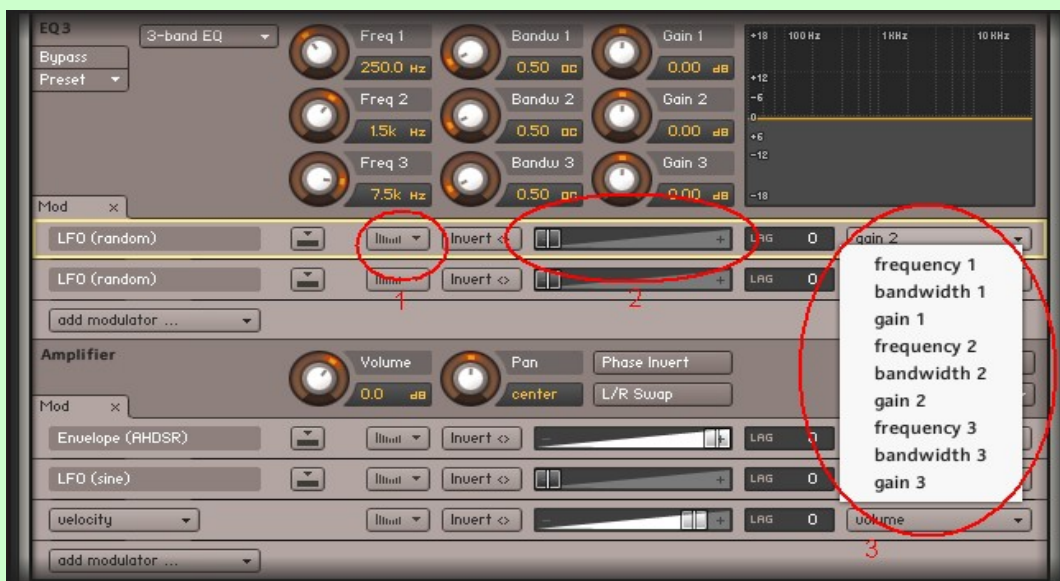 EQ3
3-band EQ
Freq 1
Bandw 1
Gain 1
Bypass
250.0 Hz
0.50 OC
0.00 dB
Preset
Freq 2
Bandw 2
Gain 2
1.5k Hz
0.50 OC
0.00 dB
Freq 3
Bandw 3
Gain 3
7.5k Hz
0.50 OC
0.00 dB
+18 100 Hz 1 KHz 10 KHz
+12
-6
0
+6
-12
-18
Mod ×
LFO (random)
Invert <>
+
LAG 0
gain 2
LFO (random)
Invert <>
+
LAG 0
1
2
add modulator ...
frequency 1
bandwidth 1
gain 1
frequency 2
bandwidth 2
gain 2
frequency 3
bandwidth 3
gain 3
Amplifier
Volume
Pan
Phase Invert
0.0 dB
center
L/R Swap
Mod ×
Envelope (AHDSR)
Invert <>
- +
LAG 0
LFO (sine)
Invert <>
+
LAG 0
velocity
Invert <>
- +
LAG 0
volume
3
add modulator ...